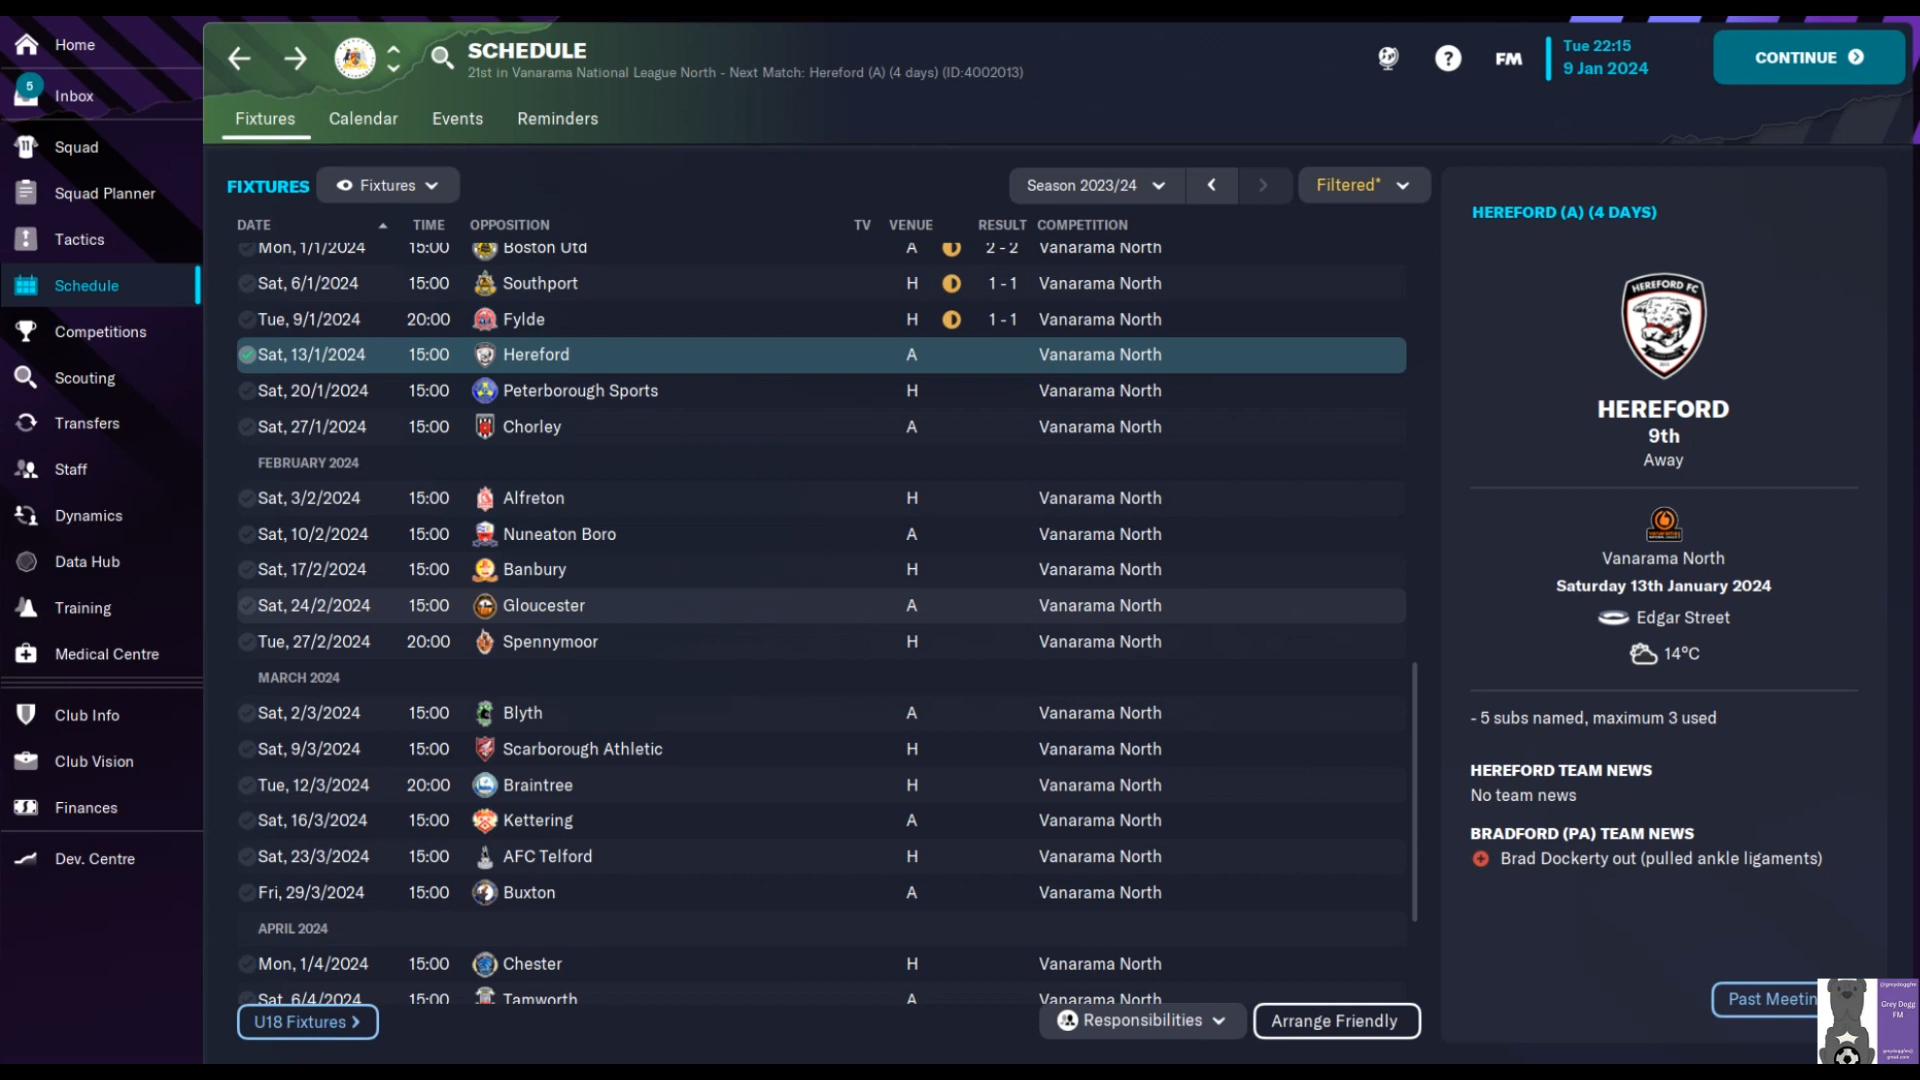 Home
5
Inbox
Squad
Squad Planner
Tactics
Schedule
Competitions
Scouting
Transfers
Staff
Dynamics
Data Hub
Training
Medical Centre
Club Info
Club Vision
Finances
Dev. Centre
SCHEDULE
21st in Vanarama National League North - Next Match: Hereford (A) (4 days) (ID:4002013)
?
FM
Tue 22:15
9 Jan 2024
CONTINUE
Fixtures Calendar Events Reminders
FIXTURES Fixtures Season 2023/24 Filtered*
DATE TIME OPPOSITION TV VENUE RESULT COMPETITION
Mon, 1/1/2024 15:00 Boston Utd A 2 - 2 Vanarama North
Sat, 6/1/2024 15:00 Southport H 1 - 1 Vanarama North
Tue, 9/1/2024 20:00 Fylde H 1 - 1 Vanarama North
Sat, 13/1/2024 15:00 Hereford A Vanarama North
Sat, 20/1/2024 15:00 Peterborough Sports H Vanarama North
Sat, 27/1/2024 15:00 Chorley A Vanarama North
FEBRUARY 2024
Sat, 3/2/2024 15:00 Alfreton H Vanarama North
Sat, 10/2/2024 15:00 Nuneaton Boro A Vanarama North
Sat, 17/2/2024 15:00 Banbury H Vanarama North
Sat, 24/2/2024 15:00 Gloucester A Vanarama North
Tue, 27/2/2024 20:00 Spennymoor H Vanarama North
MARCH 2024
Sat, 2/3/2024 15:00 Blyth A Vanarama North
Sat, 9/3/2024 15:00 Scarborough Athletic H Vanarama North
Tue, 12/3/2024 20:00 Braintree H Vanarama North
Sat, 16/3/2024 15:00 Kettering A Vanarama North
Sat, 23/3/2024 15:00 AFC Telford H Vanarama North
Fri, 29/3/2024 15:00 Buxton A Vanarama North
APRIL 2024
Mon, 1/4/2024 15:00 Chester H Vanarama North
Sat, 6/4/2024 15:00 Tamworth A Vanarama North
U18 Fixtures Responsibilities Arrange Friendly
HEREFORD (A) (4 DAYS)
HEREFORD FC
HEREFORD
9th
Away
Vanarama North
Saturday 13th January 2024
Edgar Street
14°C
- 5 subs named, maximum 3 used
HEREFORD TEAM NEWS
No team news
BRADFORD (PA) TEAM NEWS
Brad Dockerty out (pulled ankle ligaments)
Past Meetin
Grey Dogg
FM